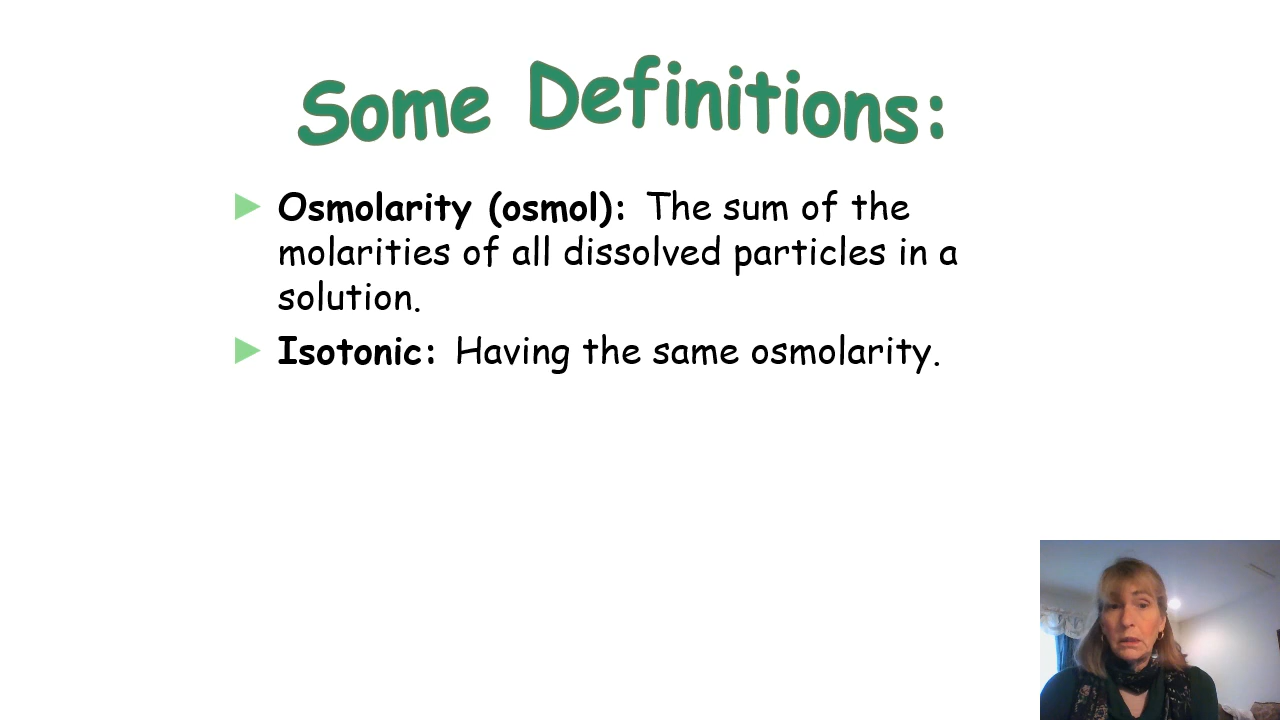 Some Definitions:
Osmolarity (osmol): The sum of the
molarities of all dissolved particles in a
solution.
Isotonic: Having the same osmolarity.